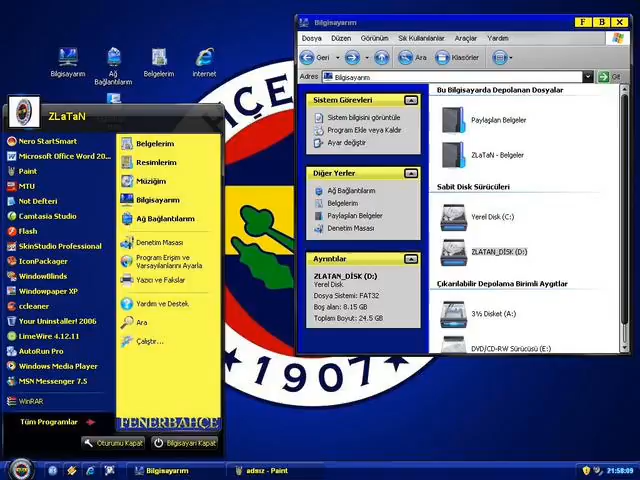 Bilgisayarım
Ağ Bağlantılarım
Belgelerim
internet
HÇE
1907
ZLaTaN
Nero StartSmart
Microsoft Office Word 20...
Paint
MTU
Not Defteri
Camtasia Studio
Flash
SkinStudio Professional
IconPackager
WindowBlinds
Windowpaper XP
ccleaner
Your Uninstaller! 2006
LimeWire 4.12.11
AutoRun Pro
Windows Media Player
MSN Messenger 7.5
WinRAR
Tüm Programlar
Belgelerim
Resimlerim
Müziğim
Bilgisayarım
Ağ Bağlantılarım
Denetim Masası
Program Erişim ve
Varsayılanlarını Ayarla
Yazıcı ve Fakslar
Yardım ve Destek
Ara
Çalıştır...
FENERBAHÇE
Oturumu Kapat
Bilgisayarı Kapat
Bilgisayarım
F B X
Dosya Düzen Görünüm Sık Kullanılanlar Araçlar Yardım
Geri Ara Klasörler
Adres Bilgisayarım Git
Sistem Görevleri
Sistem bilgisini görüntüle
Program Ekle veya Kaldır
Ayar değiştir
Diğer Yerler
Ağ Bağlantılarım
Belgelerim
Paylaşılan Belgeler
Denetim Masası
Ayrıntılar
ZLATAN_DİSK (D:)
Yerel Disk
Dosya Sistemi: FAT32
Boş alan: 8.15 GB
Toplam Boyut: 24.5 GB
Bu Bilgisayarda Depolanan Dosyalar
Paylaşılan Belgeler
ZLaTaN - Belgeler
Sabit Disk Sürücüleri
Yerel Disk (C:)
ZLATAN_DİSK (D:)
Çıkarılabilir Depolama Birimli Aygıtlar
3½ Disket (A:)
DVD/CD-RW Sürücüsü (E:)
Bilgisayarım
adsız - Paint
21:58:09